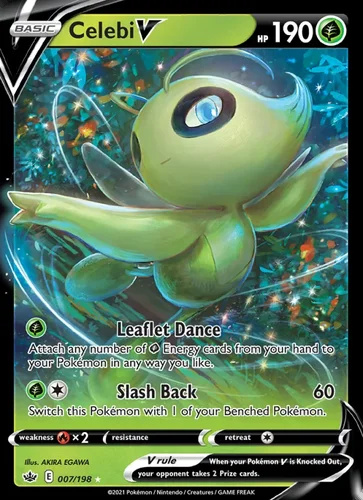 BASIC Celebi V HP 190
Leaflet Dance
Attach any number of Energy cards from your hand to
your Pokémon in any way you like.
Slash Back 60
Switch this Pokémon with 1 of your Benched Pokémon.
weakness ×2 resistance retreat
V rule When your Pokémon V is Knocked Out,
your opponent takes 2 Prize cards.
Illus. AKIRA EGAWA
E 007/198
©2021 Pokémon / Nintendo / Creatures / GAME FREAK